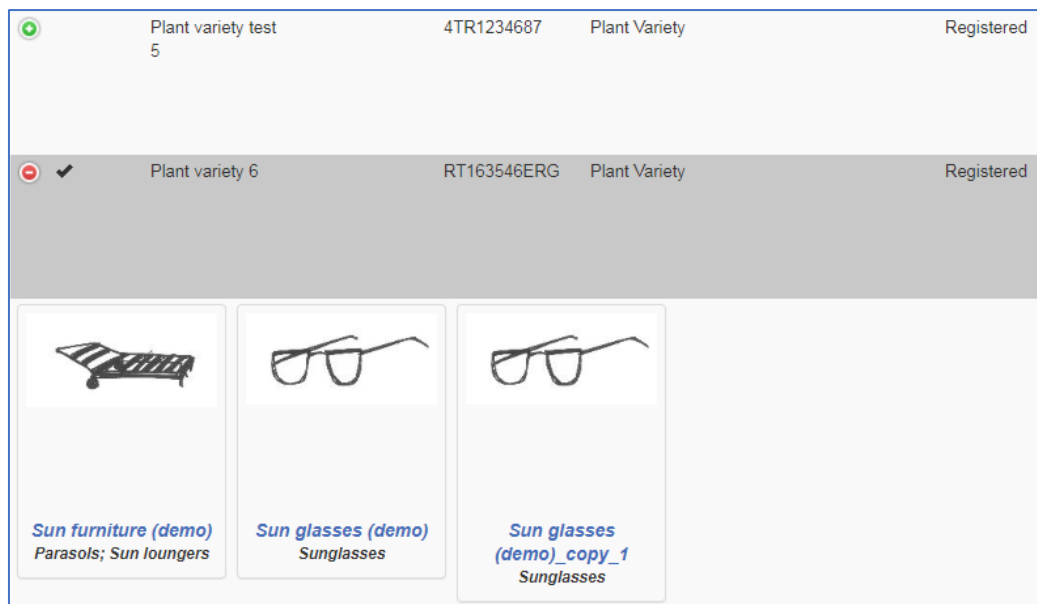 Plant variety test 4TR1234687 Plant Variety Registered
5
Plant variety 6 RT163546ERG Plant Variety Registered
Sun furniture (demo)
Parasols; Sun loungers
Sun glasses (demo)
Sunglasses
Sun glasses
(demo)_copy_1
Sunglasses